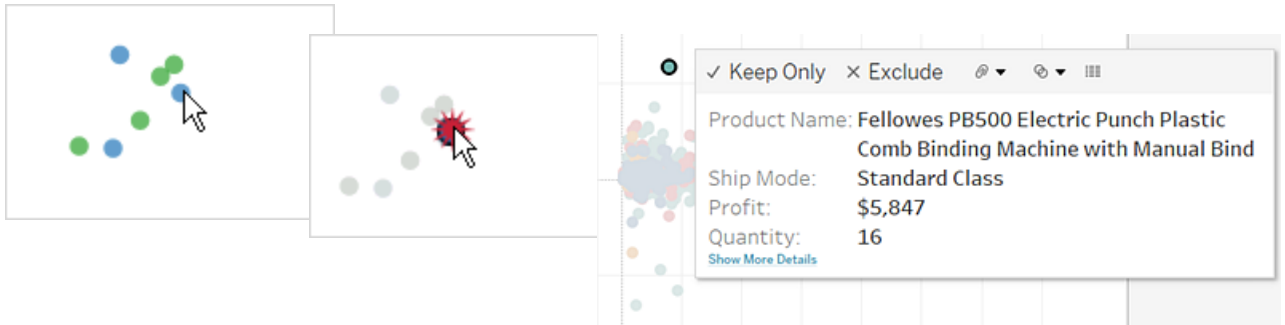 ✓ Keep Only × Exclude
Product Name: Fellowes PB500 Electric Punch Plastic
Comb Binding Machine with Manual Bind
Ship Mode: Standard Class
Profit: $5,847
Quantity: 16
Show More Details